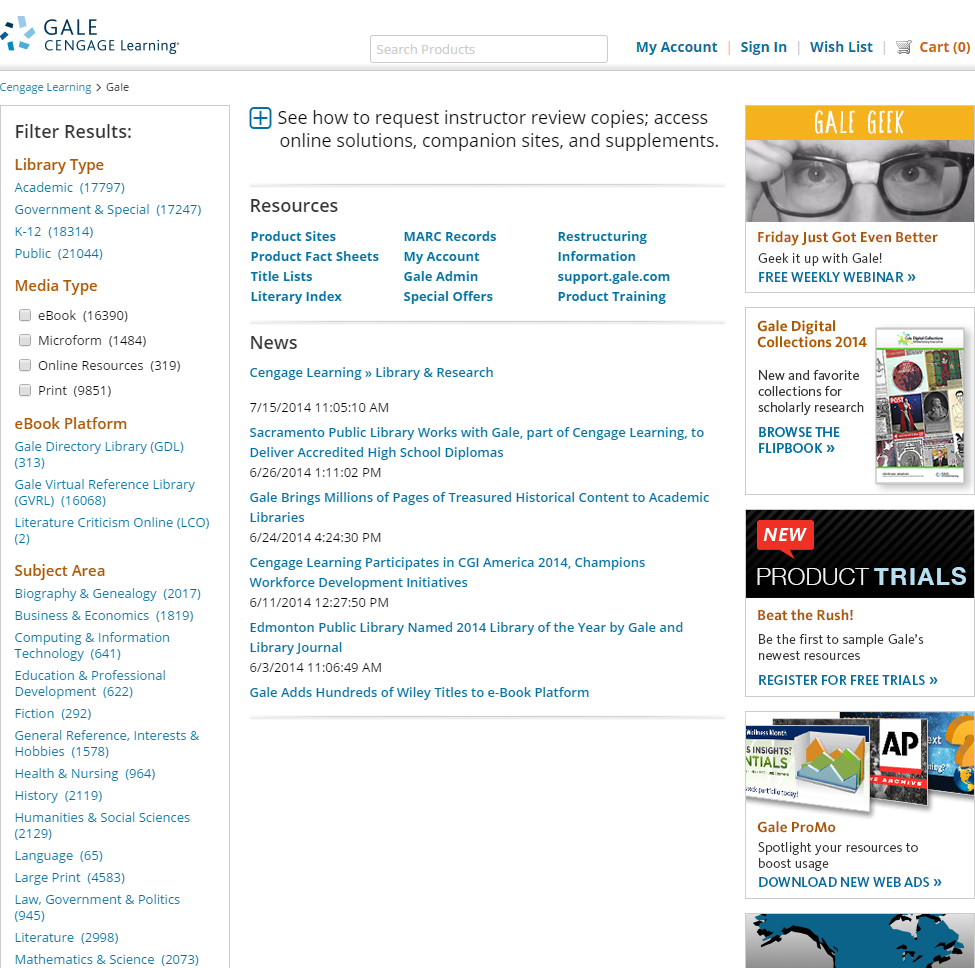 GALE
CENGAGE Learning®
Search Products
My Account | Sign In | Wish List | Cart (0)
Cengage Learning > Gale
Filter Results:
Library Type
Academic (17797)
Government & Special (17247)
K-12 (18314)
Public (21044)
Media Type
eBook (16390)
Microform (1484)
Online Resources (319)
Print (9851)
eBook Platform
Gale Directory Library (GDL)
(313)
Gale Virtual Reference Library
(GVRL) (16068)
Literature Criticism Online (LCO)
(2)
Subject Area
Biography & Genealogy (2017)
Business & Economics (1819)
Computing & Information
Technology (641)
Education & Professional
Development (622)
Fiction (292)
General Reference, Interests &
Hobbies (1578)
Health & Nursing (964)
History (2119)
Humanities & Social Sciences
(2129)
Language (65)
Large Print (4583)
Law, Government & Politics
(945)
Literature (2998)
Mathematics & Science (2073)
See how to request instructor review copies; access
online solutions, companion sites, and supplements.
Resources
Product Sites
Product Fact Sheets
Title Lists
Literary Index
MARC Records
My Account
Gale Admin
Special Offers
Restructuring
Information
support.gale.com
Product Training
News
Cengage Learning » Library & Research
7/15/2014 11:05:10 AM
Sacramento Public Library Works with Gale, part of Cengage Learning, to
Deliver Accredited High School Diplomas
6/26/2014 1:11:02 PM
Gale Brings Millions of Pages of Treasured Historical Content to Academic
Libraries
6/24/2014 4:24:30 PM
Cengage Learning Participates in CGI America 2014, Champions
Workforce Development Initiatives
6/11/2014 12:27:50 PM
Edmonton Public Library Named 2014 Library of the Year by Gale and
Library Journal
6/3/2014 11:06:49 AM
Gale Adds Hundreds of Wiley Titles to e-Book Platform
GALE GEEK
Friday Just Got Even Better
Geek it up with Gale!
FREE WEEKLY WEBINAR »
Gale Digital
Collections 2014
New and favorite
collections for
scholarly research
BROWSE THE
FLIPBOOK »
Gale Digital Collections
POST
NEW
PRODUCT TRIALS
Beat the Rush!
Be the first to sample Gale's
newest resources
REGISTER FOR FREE TRIALS »
Wellness Month
S INSIGHTS:
NTIALS
AP
ARCHIVE
ext
Gale ProMo
Spotlight your resources to
boost usage
DOWNLOAD NEW WEB ADS »